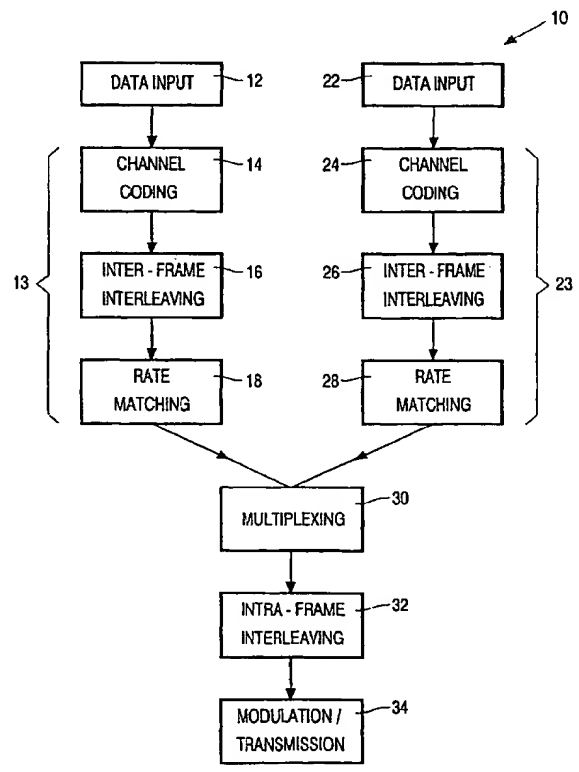 10
DATA INPUT
12
22
DATA INPUT
CHANNEL
CODING
14
24
CHANNEL
CODING
13
INTER - FRAME
INTERLEAVING
16
26
INTER - FRAME
INTERLEAVING
23
RATE
MATCHING
18
28
RATE
MATCHING
MULTIPLEXING
30
INTRA - FRAME
INTERLEAVING
32
MODULATION /
TRANSMISSION
34